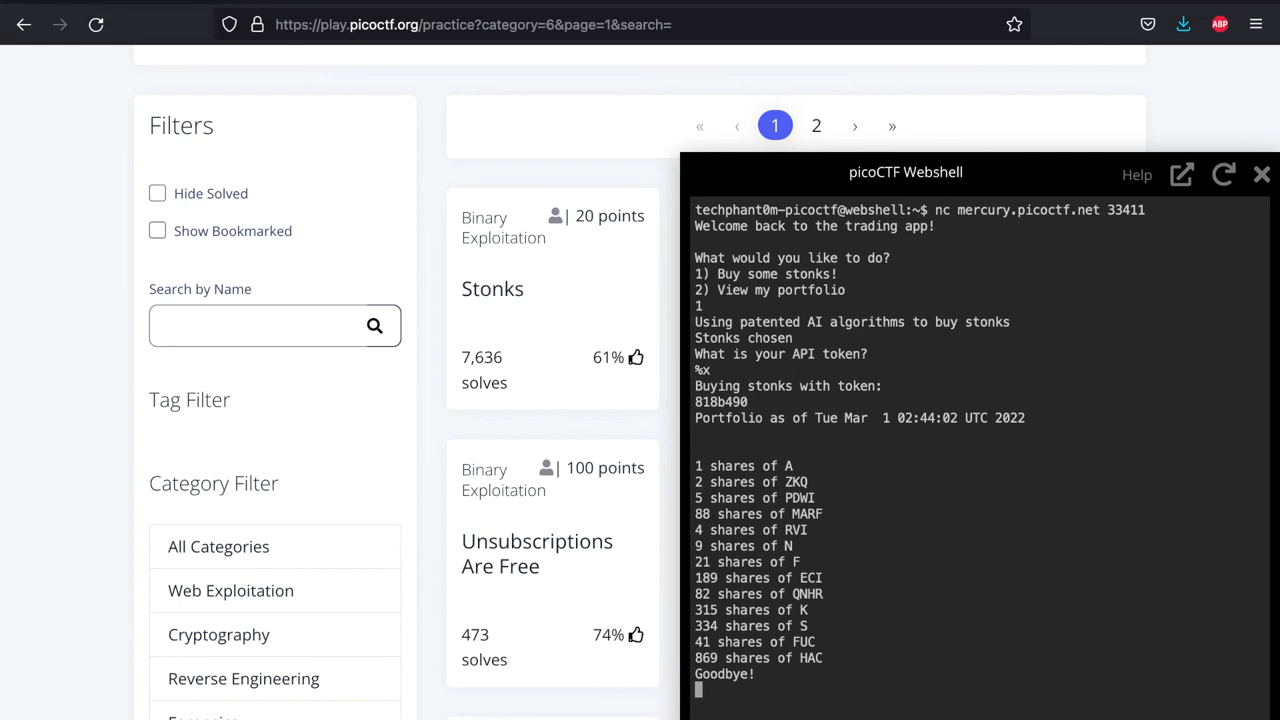 https://play.picoctf.org/practice?category=6&page=1&search=
ABP
Filters
Hide Solved
Show Bookmarked
Search by Name
Tag Filter
Category Filter
All Categories
Web Exploitation
Cryptography
Reverse Engineering
« ‹ 1 2 › »
Binary Exploitation
| 20 points
Stonks
7,636 solves
61%
Binary Exploitation
| 100 points
Unsubscriptions
Are Free
473 solves
74%
picoCTF Webshell
Help
techphant0m-picoctf@webshell:~$ nc mercury.picoctf.net 33411
Welcome back to the trading app!
What would you like to do?
1) Buy some stonks!
2) View my portfolio
1
Using patented AI algorithms to buy stonks
Stonks chosen
What is your API token?
%x
Buying stonks with token:
818b490
Portfolio as of Tue Mar  1 02:44:02 UTC 2022
1 shares of A
2 shares of ZKQ
5 shares of PDWI
88 shares of MARF
4 shares of RVI
9 shares of N
21 shares of F
189 shares of ECI
82 shares of QNHR
315 shares of K
334 shares of S
41 shares of FUC
869 shares of HAC
Goodbye!